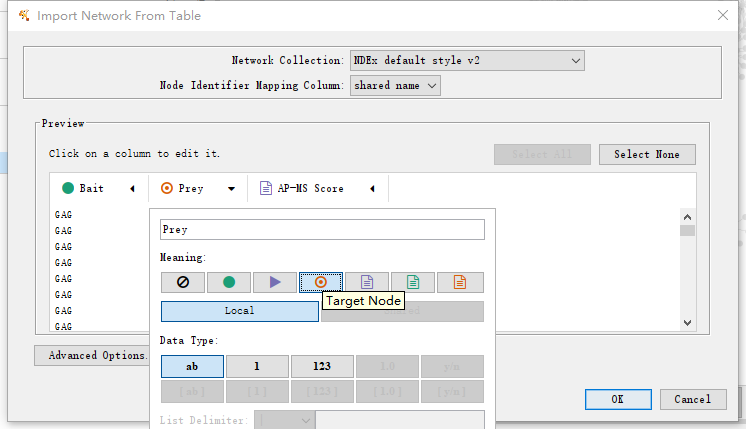 Import Network From Table
Network Collection: NDEx default style v2
Node Identifier Mapping Column: shared name
Preview
Click on a column to edit it.
Select All
Select None
Bait
Prey
AP-MS Score
GAG
GAG
GAG
GAG
GAG
GAG
GAG
GAG
Prey
Meaning:
Target Node
Local
Data Type:
ab
1
123
1.0
y/n
[ab]
[1]
[123]
[1.0]
[y/n]
List Delimiter:
Advanced Options.
OK
Cancel